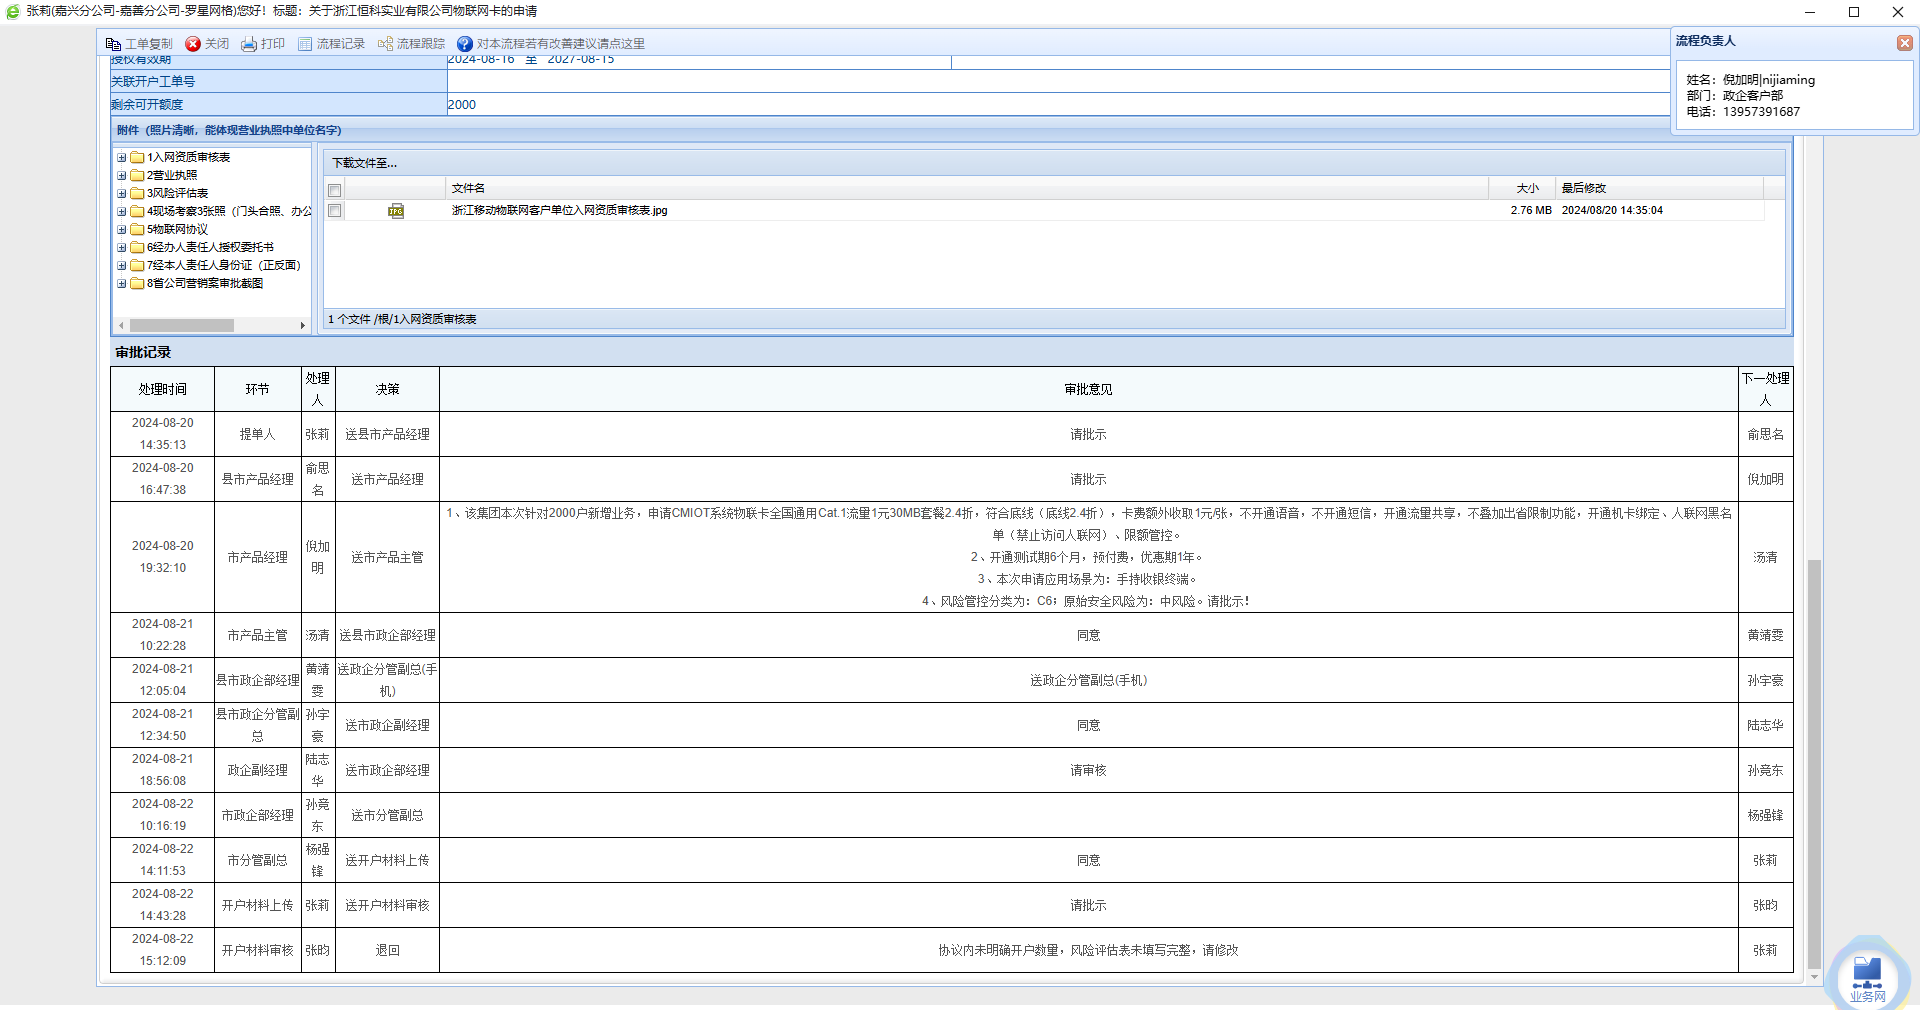 张莉(嘉兴分公司-嘉善分公司-罗星网格)您好！标题：关于浙江恒科实业有限公司物联网卡的申请
工单复制 关闭 打印 流程记录 流程跟踪 对本流程若有改善建议请点这里
流程负责人
姓名：倪加明|nijiaming
部门：政企客户部
电话：13957391687
授权有效期 2024-08-16 至 2027-08-15
关联开户工单号
剩余可开额度 2000
附件（照片清晰，能体现营业执照中单位名字）
1入网资质审核表
2营业执照
3风险评估表
4现场考察3张照（门头合照、办公
5物联网协议
6经办人责任人授权委托书
7经本人责任人身份证（正反面）
8首公司营销案审批截图
下载文件至...
文件名 大小 最后修改
JPG 浙江移动物联网客户单位入网资质审核表.jpg 2.76 MB 2024/08/20 14:35:04
1 个文件 /根/1入网资质审核表
审批记录
处理时间 环节 处理人 决策 审批意见 下一处理人
2024-08-20 14:35:13 提单人 张莉 送县市产品经理 请批示 俞思名
2024-08-20 16:47:38 县市产品经理 俞思名 送市产品经理 请批示 倪加明
2024-08-20 19:32:10 市产品经理 倪加明 送市产品主管
1、该集团本次针对2000户新增业务，申请CMIOT系统物联卡全国通用Cat.1流量1元30MB套餐2.4折，符合底线（底线2.4折），卡费额外收取1元/张，不开通语音，不开通短信，开通流量共享，不叠加出省限制功能，开通机卡绑定、人联网黑名
单（禁止访问人联网）、限额管控。
2、开通测试期6个月，预付费，优惠期1年。
3、本次申请应用场景为：手持收银终端。
4、风险管控分类为：C6；原始安全风险为：中风险。请批示！
汤清
2024-08-21 10:22:28 市产品主管 汤清 送县市政企部经理 同意 黄靖雯
2024-08-21 12:05:04 县市政企部经理 黄靖雯 送政企分管副总(手机) 送政企分管副总(手机) 孙宇豪
2024-08-21 12:34:50 县市政企分管副总 孙宇豪 送市政企副经理 同意 陆志华
2024-08-21 18:56:08 政企副经理 陆志华 送市政企部经理 请审核 孙竟东
2024-08-22 10:16:19 市政企部经理 孙竟东 送市分管副总 杨强锋
2024-08-22 14:11:53 市分管副总 杨强锋 送开户材料上传 同意 张莉
2024-08-22 14:43:28 开户材料上传 张莉 送开户材料审核 请批示 张昀
2024-08-22 15:12:09 开户材料审核 张昀 退回 协议内未明确开户数量，风险评估表未填写完整，请修改 张莉
业务网